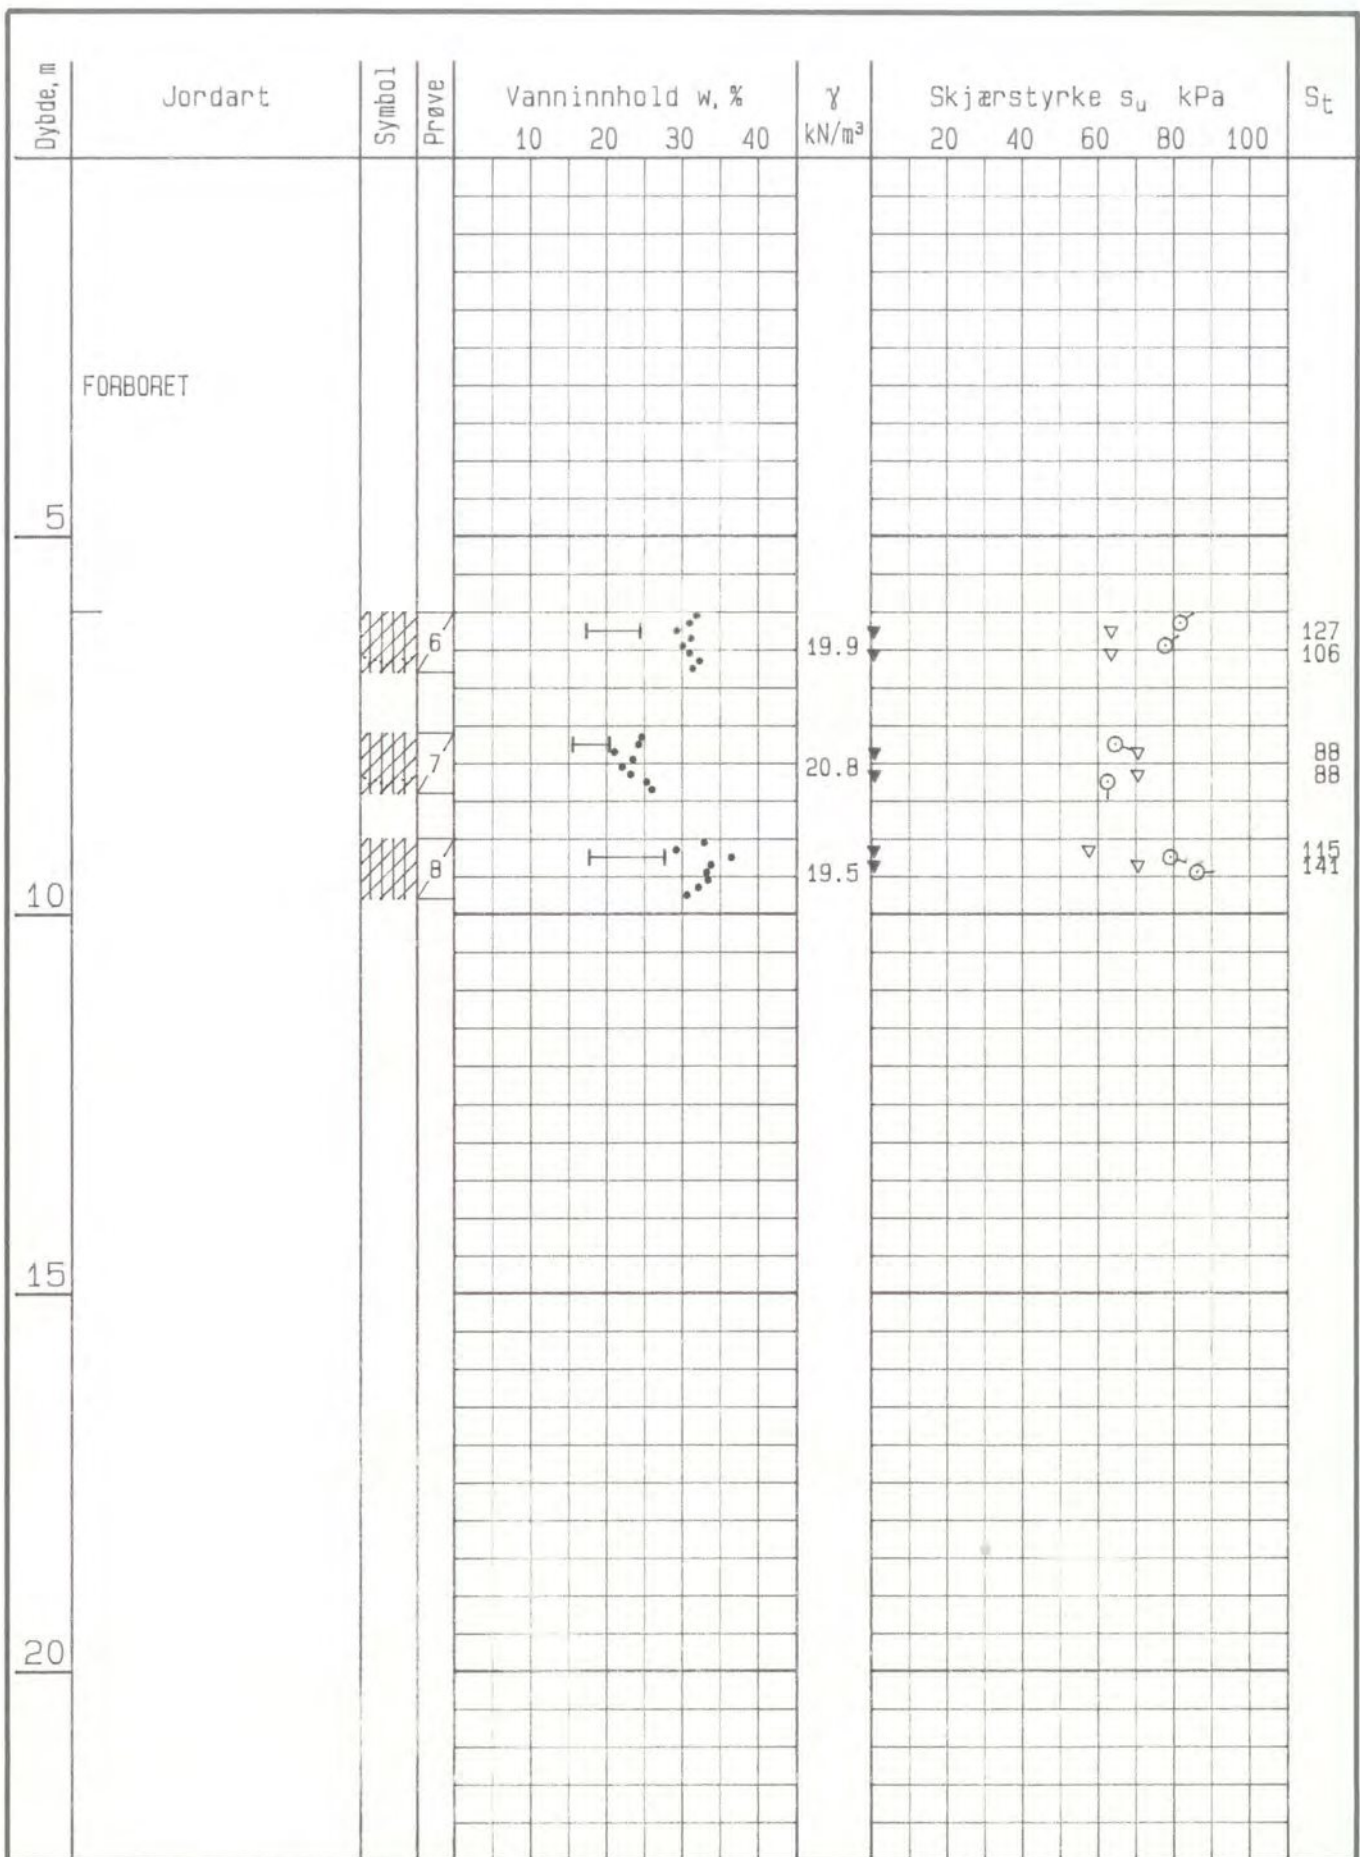 Dybde, m
Jordart
Symbol
Prøve
Vanninnhold w, %
10 20 30 40
γ
kN/m³
Skjærstyrke su kPa
20 40 60 80 100
St
FORBORET
5
6
19.9
127
106
7
20.8
88
88
8
19.5
115
141
10
15
20